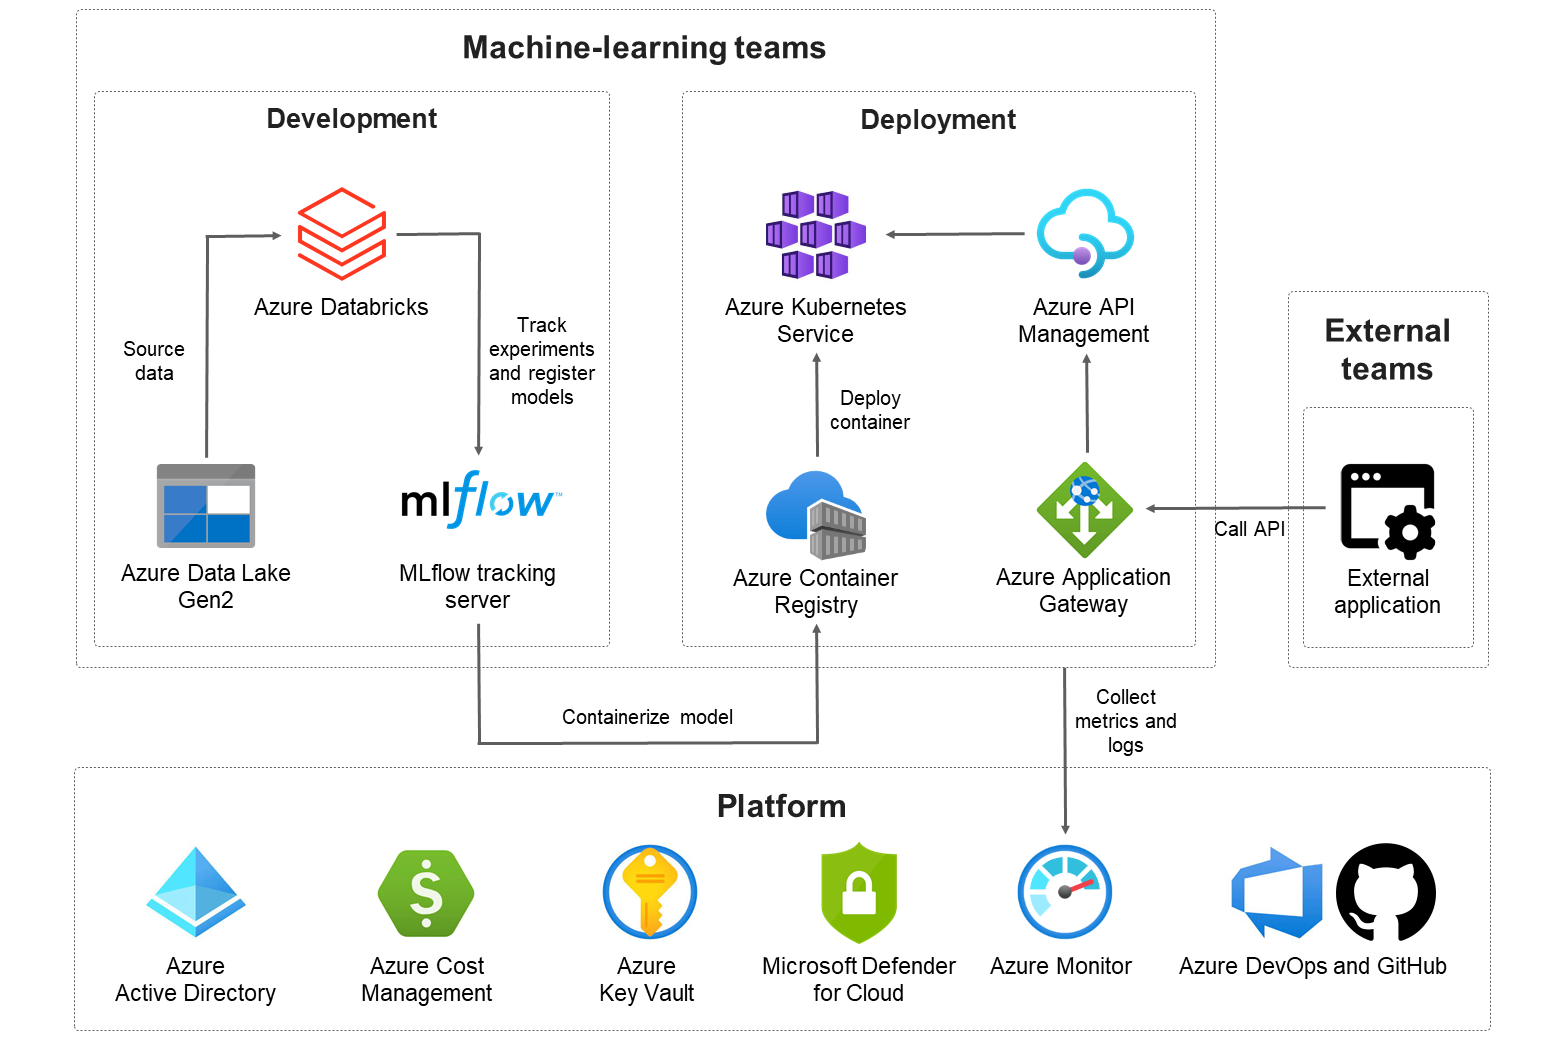 Machine-learning teams
Development
Azure Databricks
Source
data
Track
experiments
and register
models
Azure Data Lake
Gen2
mlflow™
MLflow tracking
server
Containerize model
Deployment
Azure Kubernetes
Service
Azure API
Management
Deploy
container
Azure Container
Registry
Azure Application
Gateway
Call API
External
teams
External
application
Collect
metrics and
logs
Platform
$
Azure
Active Directory
Azure Cost
Management
Azure
Key Vault
Microsoft Defender
for Cloud
Azure Monitor
Azure DevOps and GitHub